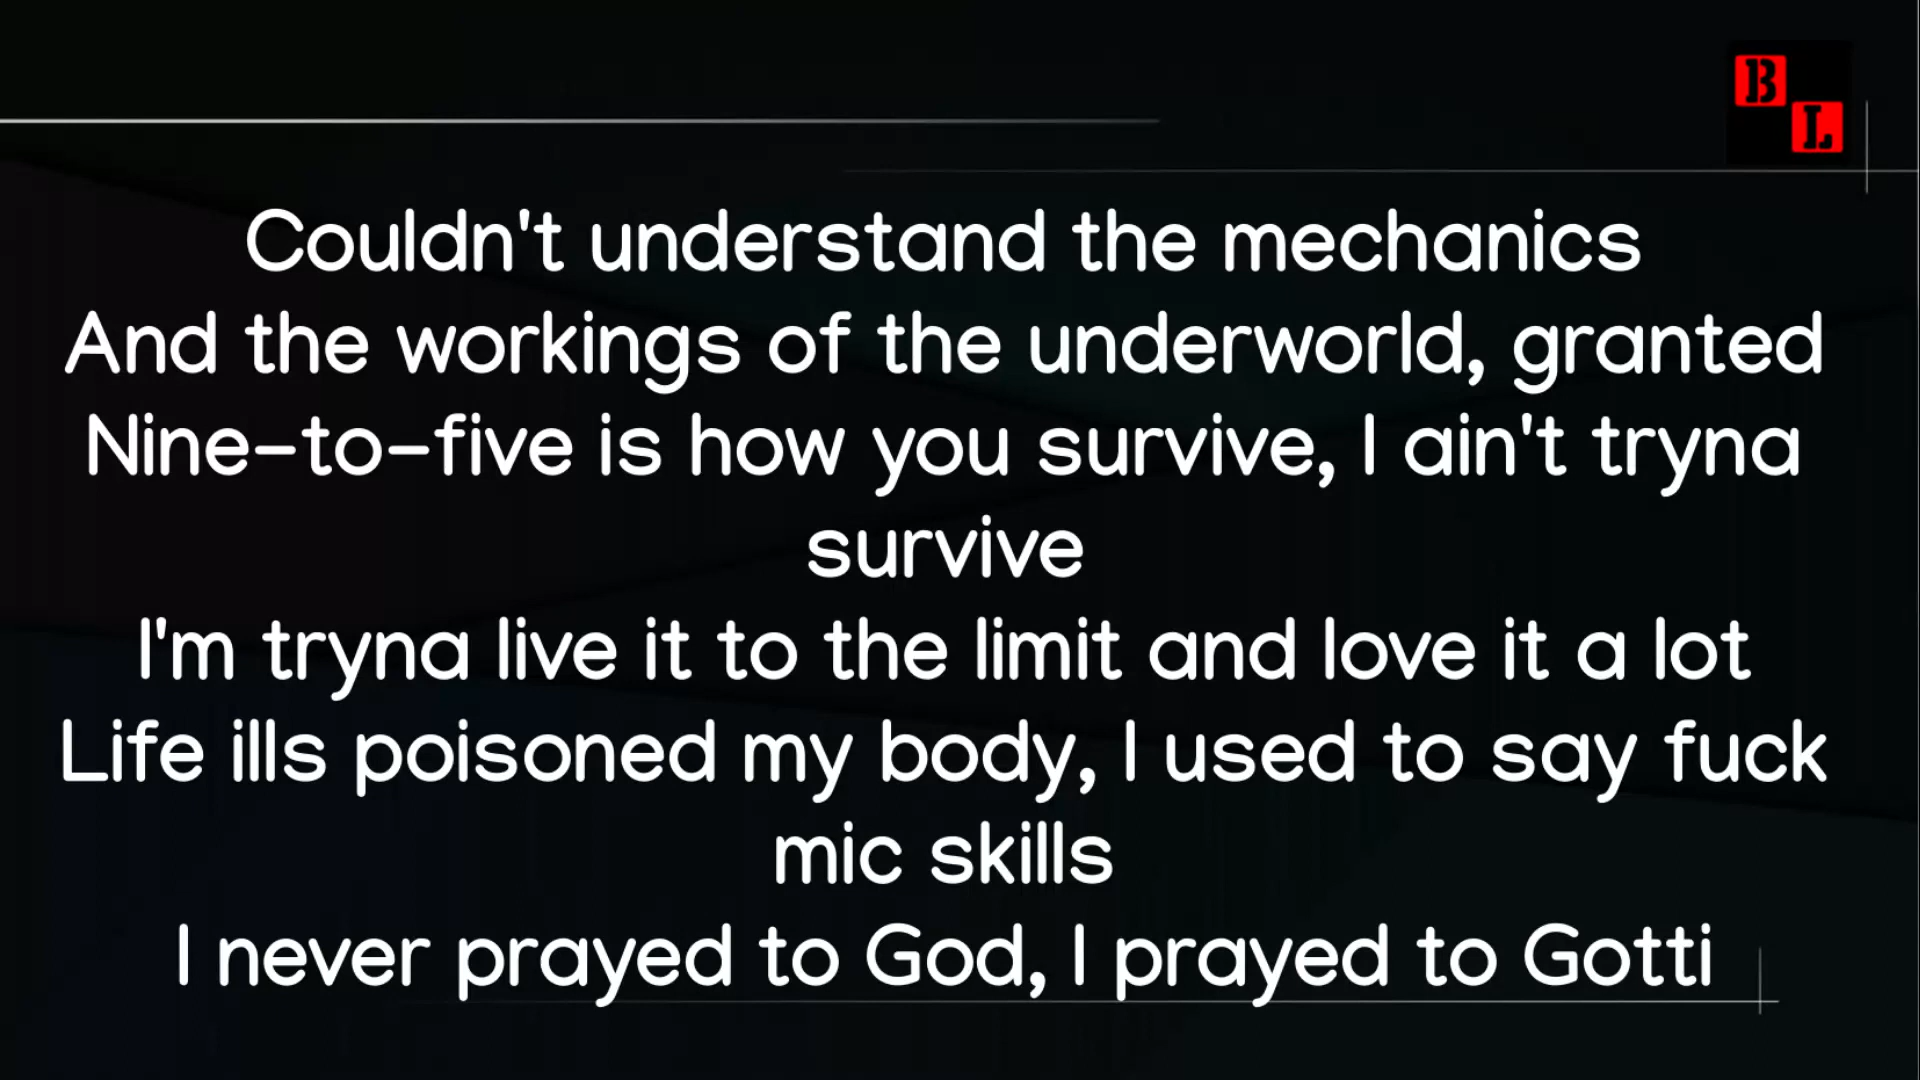 B
L
Couldn't understand the mechanics
And the workings of the underworld, granted
Nine-to-five is how you survive, I ain't tryna
survive
I'm tryna live it to the limit and love it a lot
Life ills poisoned my body, I used to say fuck
mic skills
I never prayed to God, I prayed to Gotti